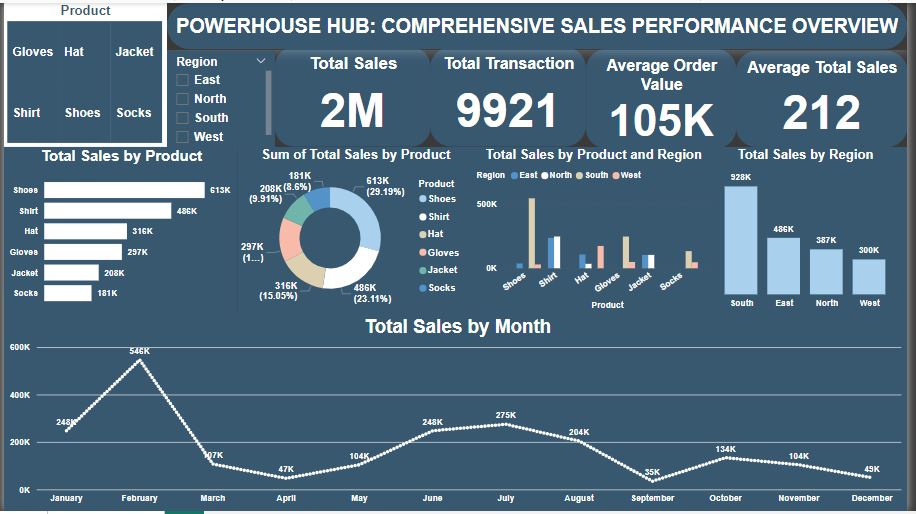 Product
Gloves Hat Jacket
Shirt Shoes Socks
POWERHOUSE HUB: COMPREHENSIVE SALES PERFORMANCE OVERVIEW
Region
East
North
South
West
Total Sales
2M
Total Transaction
9921
Average Order
Value
105K
Average Total Sales
212
Total Sales by Product
Shoes 613K
Shirt 486K
Hat 316K
Gloves 297K
Jacket 208K
Socks 181K
Sum of Total Sales by Product
181K
(8.6%)
208K
(9.91%)
613K
(29.19%)
297K
(1...)
316K
(15.05%)
486K
(23.11%)
Product
Shoes
Shirt
Hat
Gloves
Jacket
Socks
Total Sales by Product and Region
Region East North South West
500K
0K
Shoes Shirt Hat Gloves Jacket Socks
Product
Total Sales by Region
928K
486K
387K
300K
South East North West
Total Sales by Month
600K
400K
200K
0K
248K
546K
107K
47K
104K
248K
275K
204K
35K
134K
104K
49K
January February March April May June July August September October November December